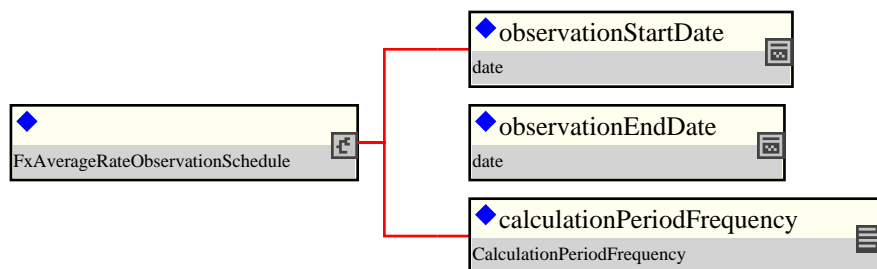 observationStartDate
date
FxAverageRateObservationSchedule
observationEndDate
date
calculationPeriodFrequency
CalculationPeriodFrequency